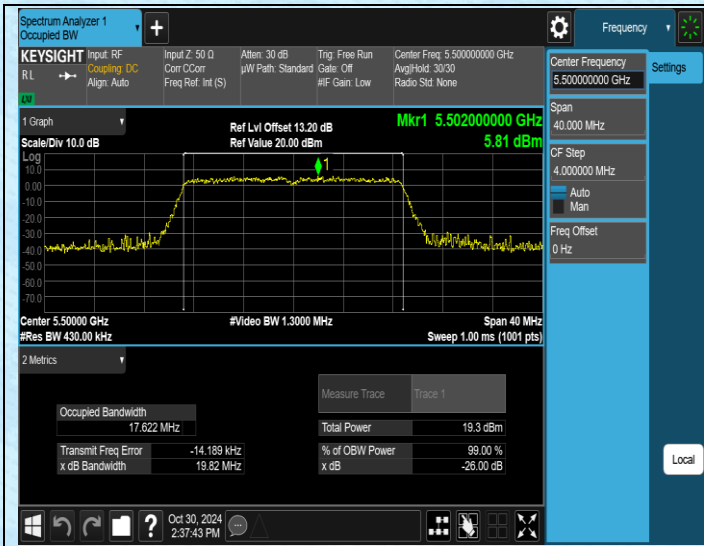 Spectrum Analyzer 1
Occupied BW
Frequency
KEYSIGHT
RL
LXI
Input: RF
Coupling: DC
Align: Auto
Input Z: 50 Ω
Corr CCorr
Freq Ref: Int (S)
Atten: 30 dB
µW Path: Standard
Trig: Free Run
Gate: Off
#IF Gain: Low
Center Freq: 5.500000000 GHz
Avg|Hold: 30/30
Radio Std: None
Center Frequency
5.500000000 GHz
Settings
Span
40.000 MHz
CF Step
4.000000 MHz
Auto
Man
Freq Offset
0 Hz
Local
1 Graph
Scale/Div 10.0 dB
Ref Lvl Offset 13.20 dB
Ref Value 20.00 dBm
Mkr1 5.502000000 GHz
5.81 dBm
Log
10.0
0.00
-10.0
-20.0
-30.0
-40.0
-50.0
-60.0
-70.0
1
Center 5.50000 GHz
#Res BW 430.00 kHz
#Video BW 1.3000 MHz
Span 40 MHz
Sweep 1.00 ms (1001 pts)
2 Metrics
Measure Trace
Trace 1
Occupied Bandwidth
17.622 MHz
Total Power
19.3 dBm
Transmit Freq Error
-14.189 kHz
% of OBW Power
99.00 %
x dB Bandwidth
19.82 MHz
x dB
-26.00 dB
?
Oct 30, 2024
2:37:43 PM